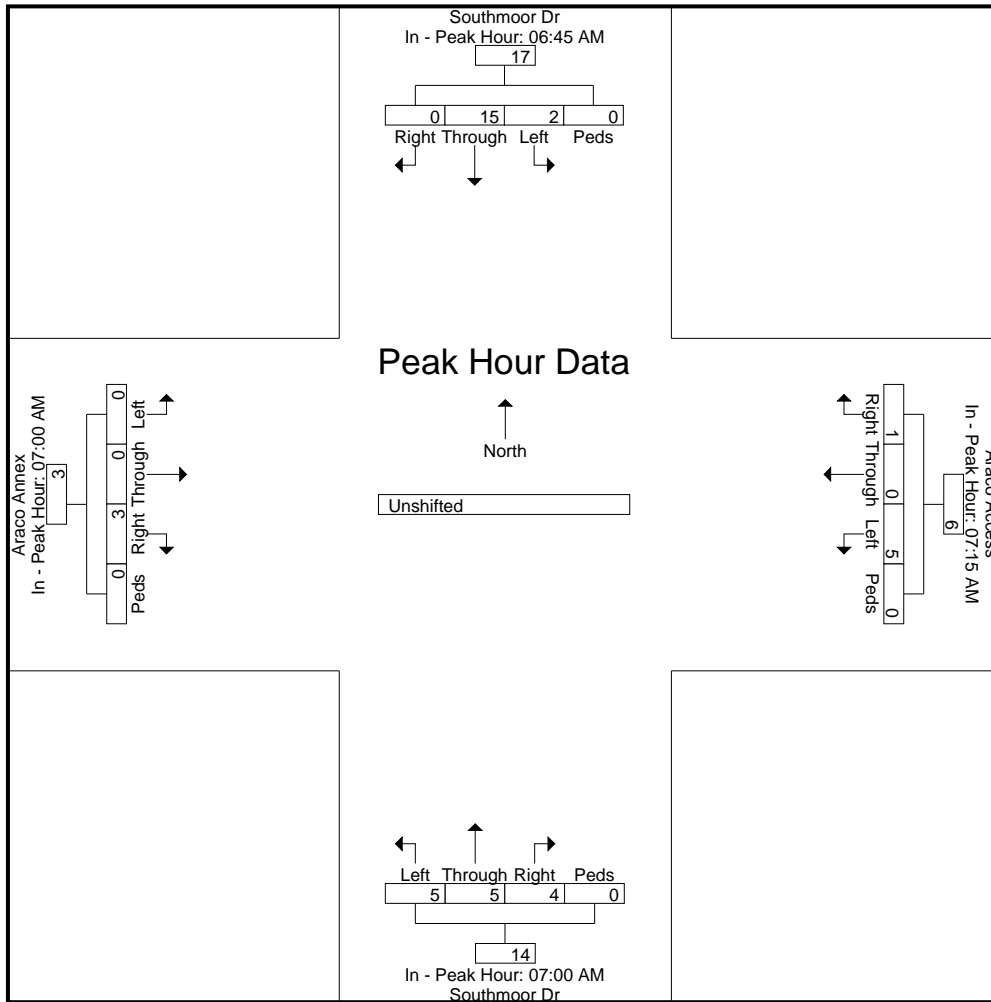 Southmoor Dr
In - Peak Hour: 06:45 AM
17
0 15 2 0
Right Through Left Peds
Peak Hour Data
North
Unshifted
Araco Annex
In - Peak Hour: 07:00 AM
3
0 0 3 0
Left Through Right Peds
Araco Access
In - Peak Hour: 07:15 AM
6
1 0 5 0
Right Through Left Peds
Left Through Right Peds
5 5 4 0
14
In - Peak Hour: 07:00 AM
Southmoor Dr